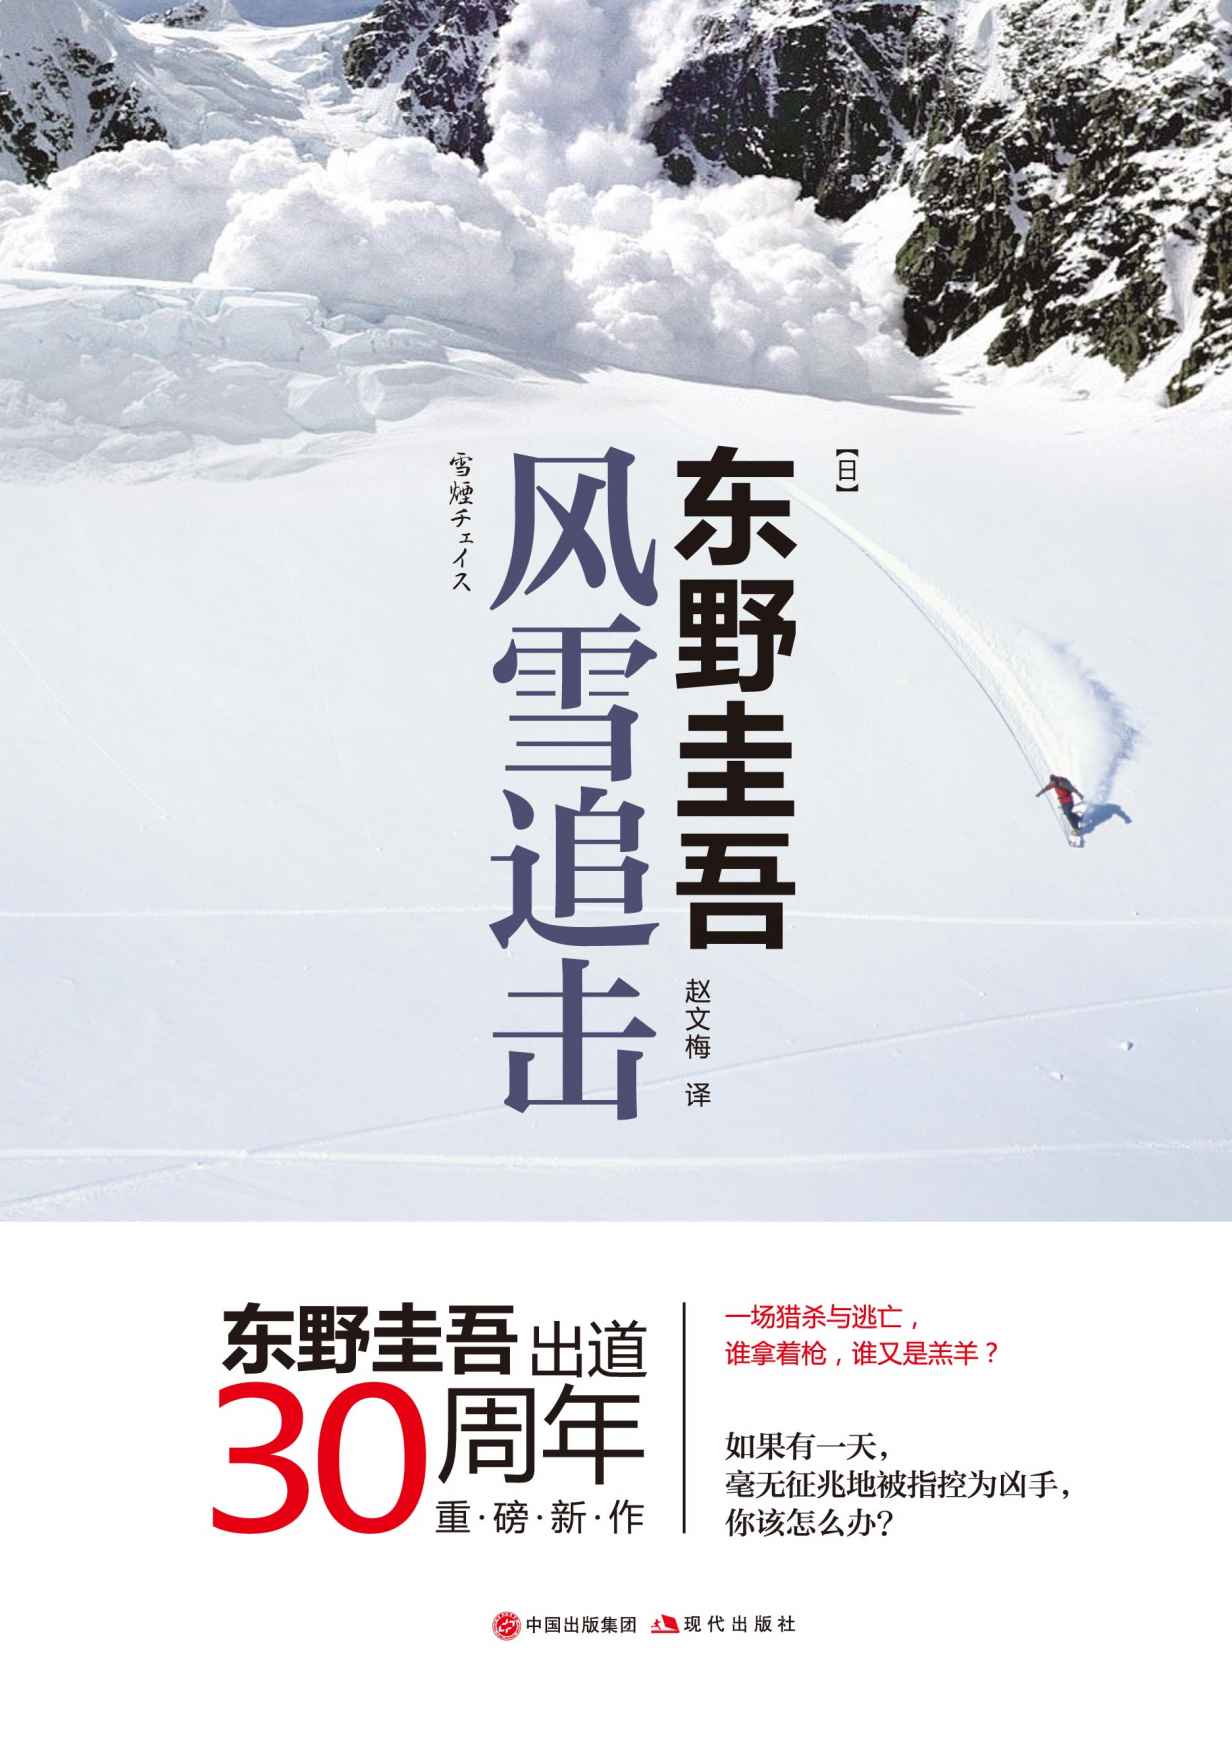 【日】
东野圭吾
赵文梅 译
风雪追击
雪煙チェイス
东野圭吾出道
30周年
重·磅·新·作
一场猎杀与逃亡，
谁拿着枪，谁又是羔羊？
如果有一天，
毫无征兆地被指控为凶手，
你该怎么办？
中国出版集团 现代出版社